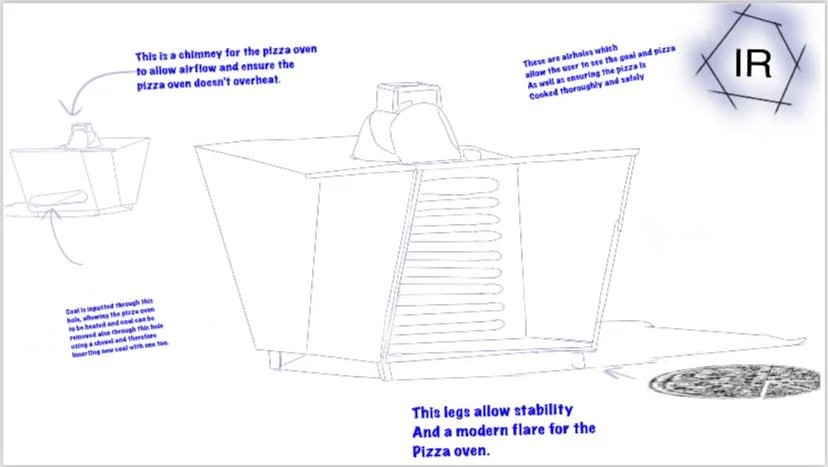 This is a chimney for the pizza oven
to allow airflow and ensure the
pizza oven doesn't overheat.
These are airholes which
allow the user to see the goal and pizza
As well as ensuring the pizza is
Cooked thoroughly and safely
IR
Coal is inputted through this
hole, allowing the pizza oven
to be heated and coal can be
removed also through this hole
using a shovel and therefore
inserting new coal with one too.
This legs allow stability
And a modern flare for the
Pizza oven.